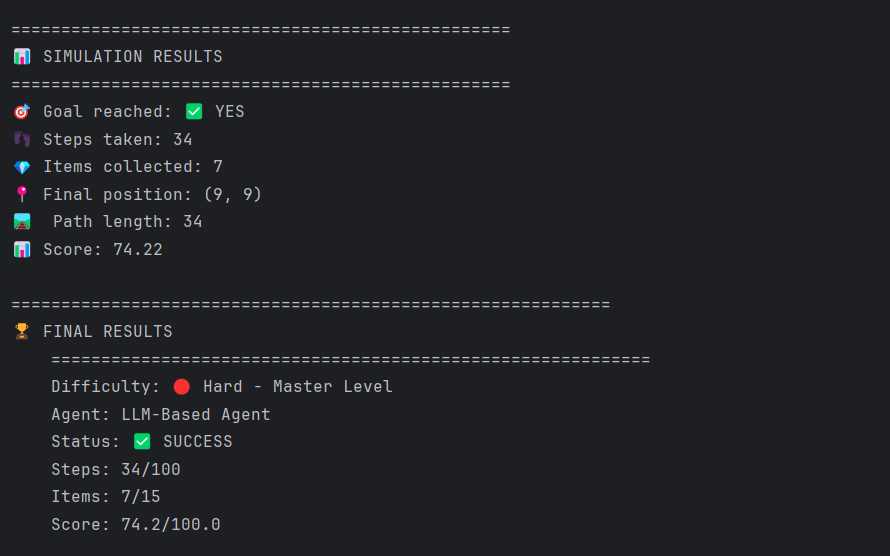 ==================================================
📊 SIMULATION RESULTS
==================================================
🎯 Goal reached: ✅ YES
👣 Steps taken: 34
💎 Items collected: 7
📍 Final position: (9, 9)
🛤️  Path length: 34
📊 Score: 74.22

============================================================
🏆 FINAL RESULTS
    ============================================================
    Difficulty: 🔴 Hard - Master Level
    Agent: LLM-Based Agent
    Status: ✅ SUCCESS
    Steps: 34/100
    Items: 7/15
    Score: 74.2/100.0